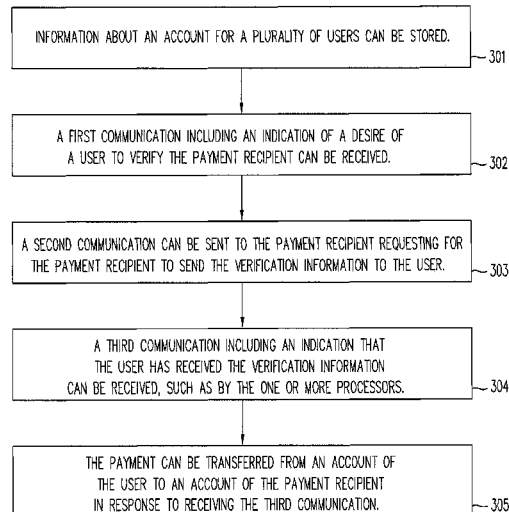 INFORMATION ABOUT AN ACCOUNT FOR A PLURALITY OF USERS CAN BE STORED.
301
A FIRST COMMUNICATION INCLUDING AN INDICATION OF A DESIRE OF
A USER TO VERIFY THE PAYMENT RECIPIENT CAN BE RECEIVED.
302
A SECOND COMMUNICATION CAN BE SENT TO THE PAYMENT RECIPIENT REQUESTING FOR
THE PAYMENT RECIPIENT TO SEND THE VERIFICATION INFORMATION TO THE USER.
303
A THIRD COMMUNICATION INCLUDING AN INDICATION THAT
THE USER HAS RECEIVED THE VERIFICATION INFORMATION
CAN BE RECEIVED, SUCH AS BY THE ONE OR MORE PROCESSORS.
304
THE PAYMENT CAN BE TRANSFERRED FROM AN ACCOUNT OF
THE USER TO AN ACCOUNT OF THE PAYMENT RECIPIENT
IN RESPONSE TO RECEIVING THE THIRD COMMUNICATION.
305